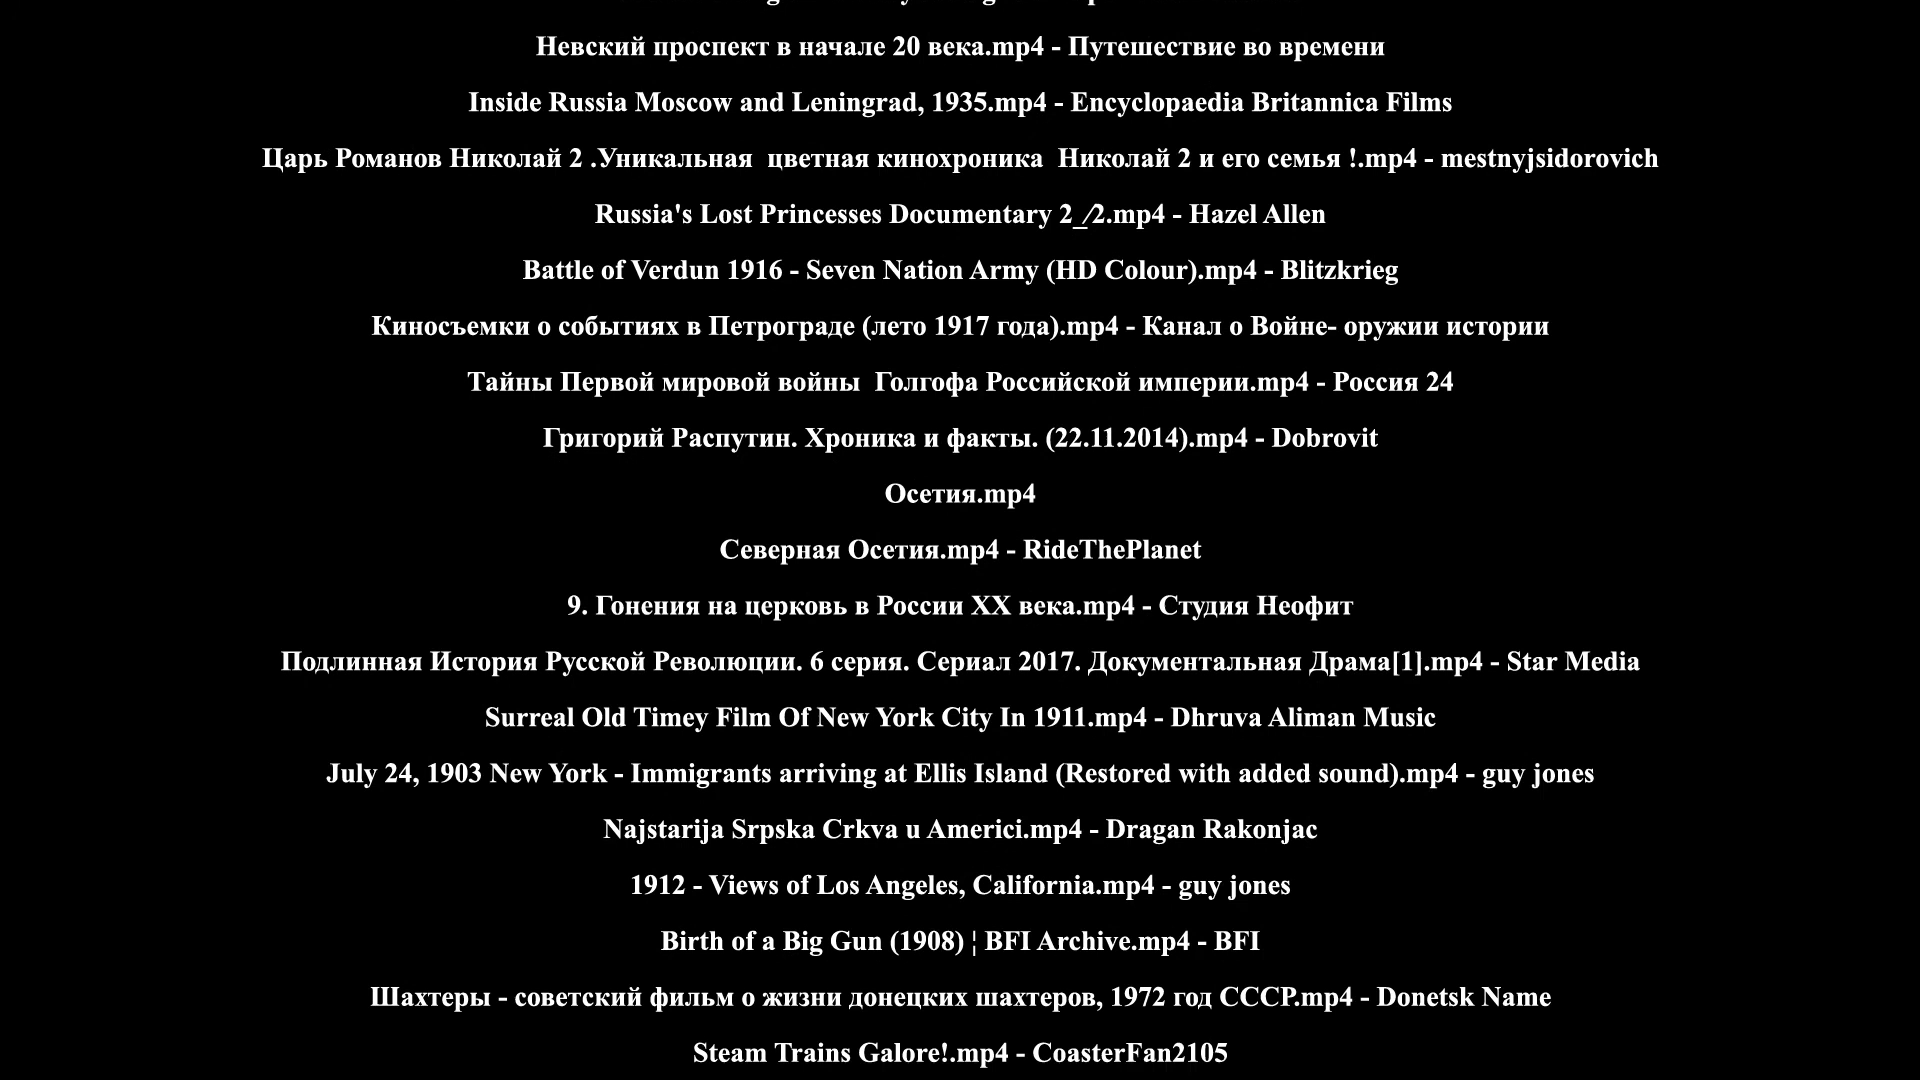 Невский проспект в начале 20 века.mp4 - Путешествие во времени
Inside Russia Moscow and Leningrad, 1935.mp4 - Encyclopaedia Britannica Films
Царь Романов Николай 2 .Уникальная  цветная кинохроника  Николай 2 и его семья !.mp4 - mestnyjsidorovich
Russia's Lost Princesses Documentary 2_⁄2.mp4 - Hazel Allen
Battle of Verdun 1916 - Seven Nation Army (HD Colour).mp4 - Blitzkrieg
Киносъемки о событиях в Петрограде (лето 1917 года).mp4 - Канал о Войне- оружии истории
Тайны Первой мировой войны  Голгофа Российской империи.mp4 - Россия 24
Григорий Распутин. Хроника и факты. (22.11.2014).mp4 - Dobrovit
Осетия.mp4
Северная Осетия.mp4 - RideThePlanet
9. Гонения на церковь в России XX века.mp4 - Студия Неофит
Подлинная История Русской Революции. 6 серия. Сериал 2017. Документальная Драма[1].mp4 - Star Media
Surreal Old Timey Film Of New York City In 1911.mp4 - Dhruva Aliman Music
July 24, 1903 New York - Immigrants arriving at Ellis Island (Restored with added sound).mp4 - guy jones
Najstarija Srpska Crkva u Americi.mp4 - Dragan Rakonjac
1912 - Views of Los Angeles, California.mp4 - guy jones
Birth of a Big Gun (1908) ¦ BFI Archive.mp4 - BFI
Шахтеры - советский фильм о жизни донецких шахтеров, 1972 год СССР.mp4 - Donetsk Name
Steam Trains Galore!.mp4 - CoasterFan2105